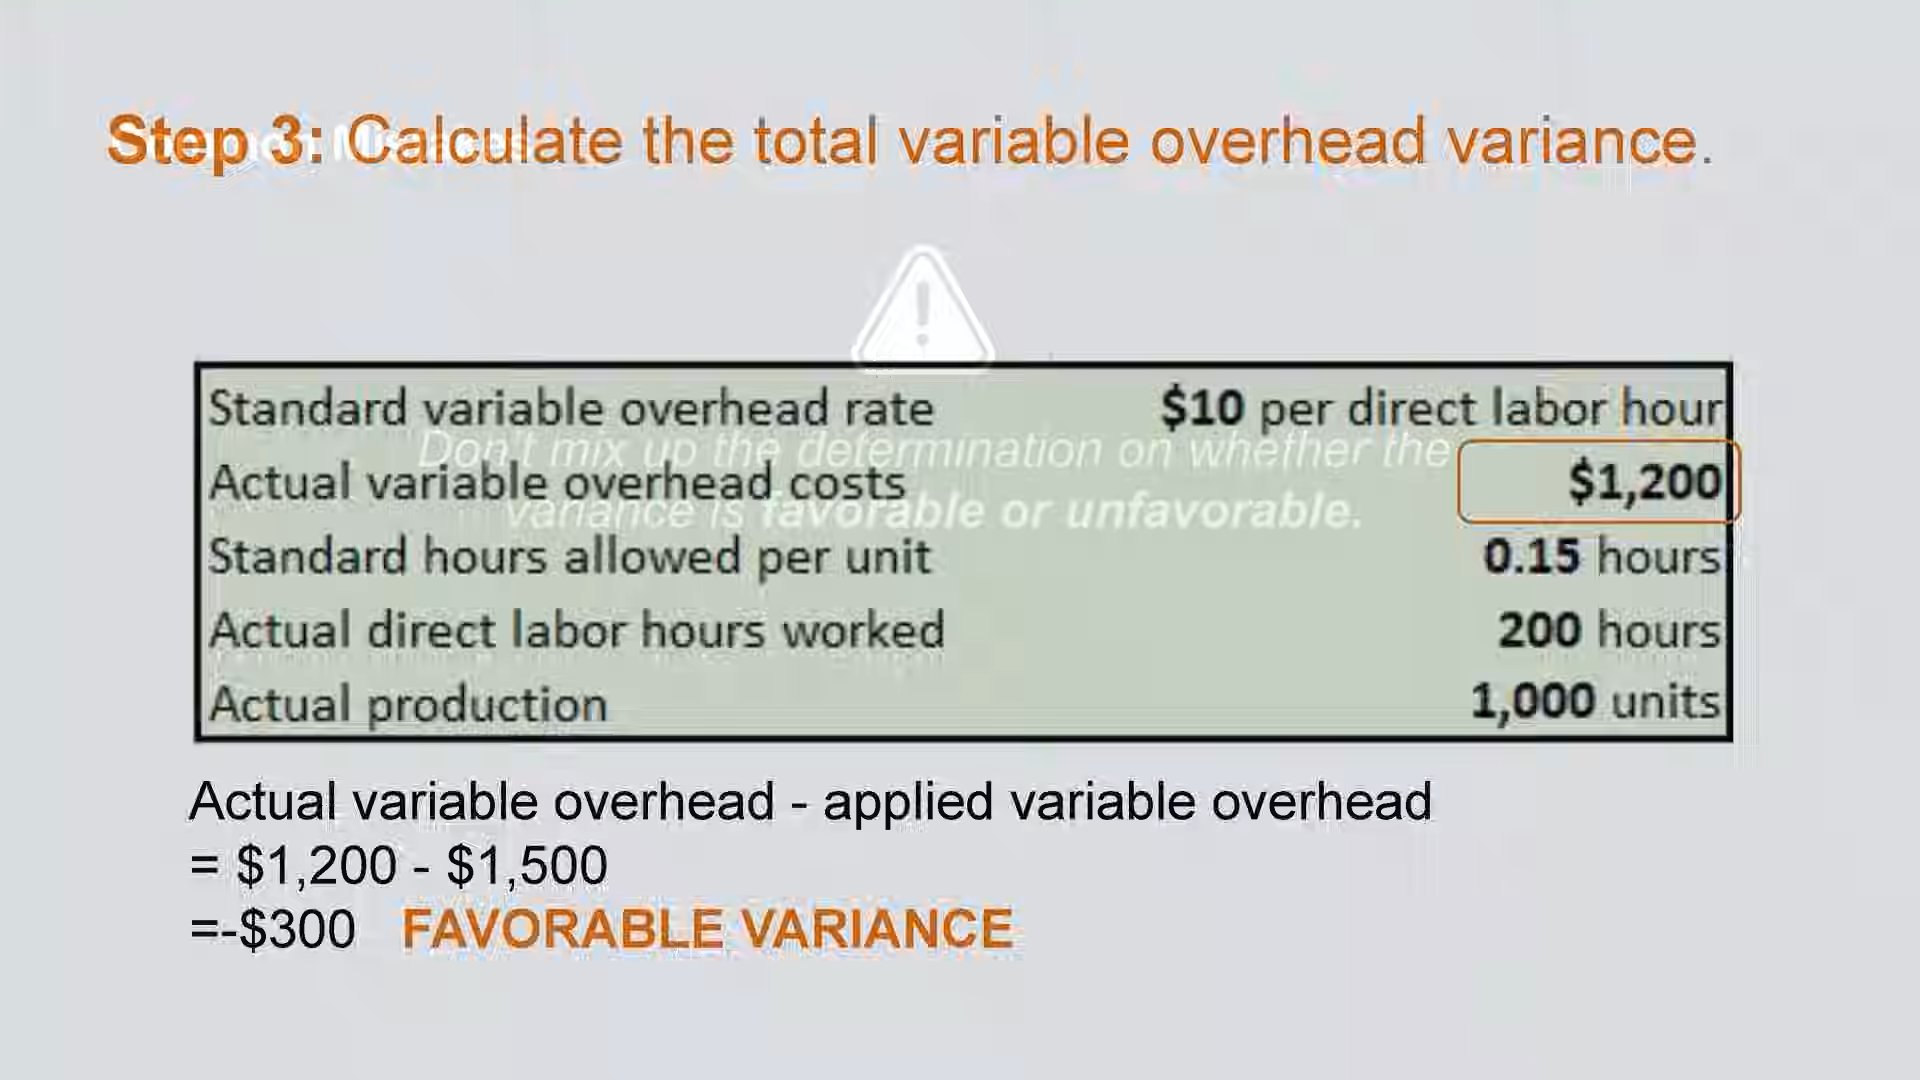 Step 3: Calculate the total variable overhead variance.
Mistakes
Standard variable overhead rate $10 per direct labor hour
Don't mix up the determination on whether the
Actual variable overhead costs $1,200
variance is favorable or unfavorable.
Standard hours allowed per unit 0.15 hours
Actual direct labor hours worked 200 hours
Actual production 1,000 units
Actual variable overhead - applied variable overhead
= $1,200 - $1,500
=-$300 FAVORABLE VARIANCE